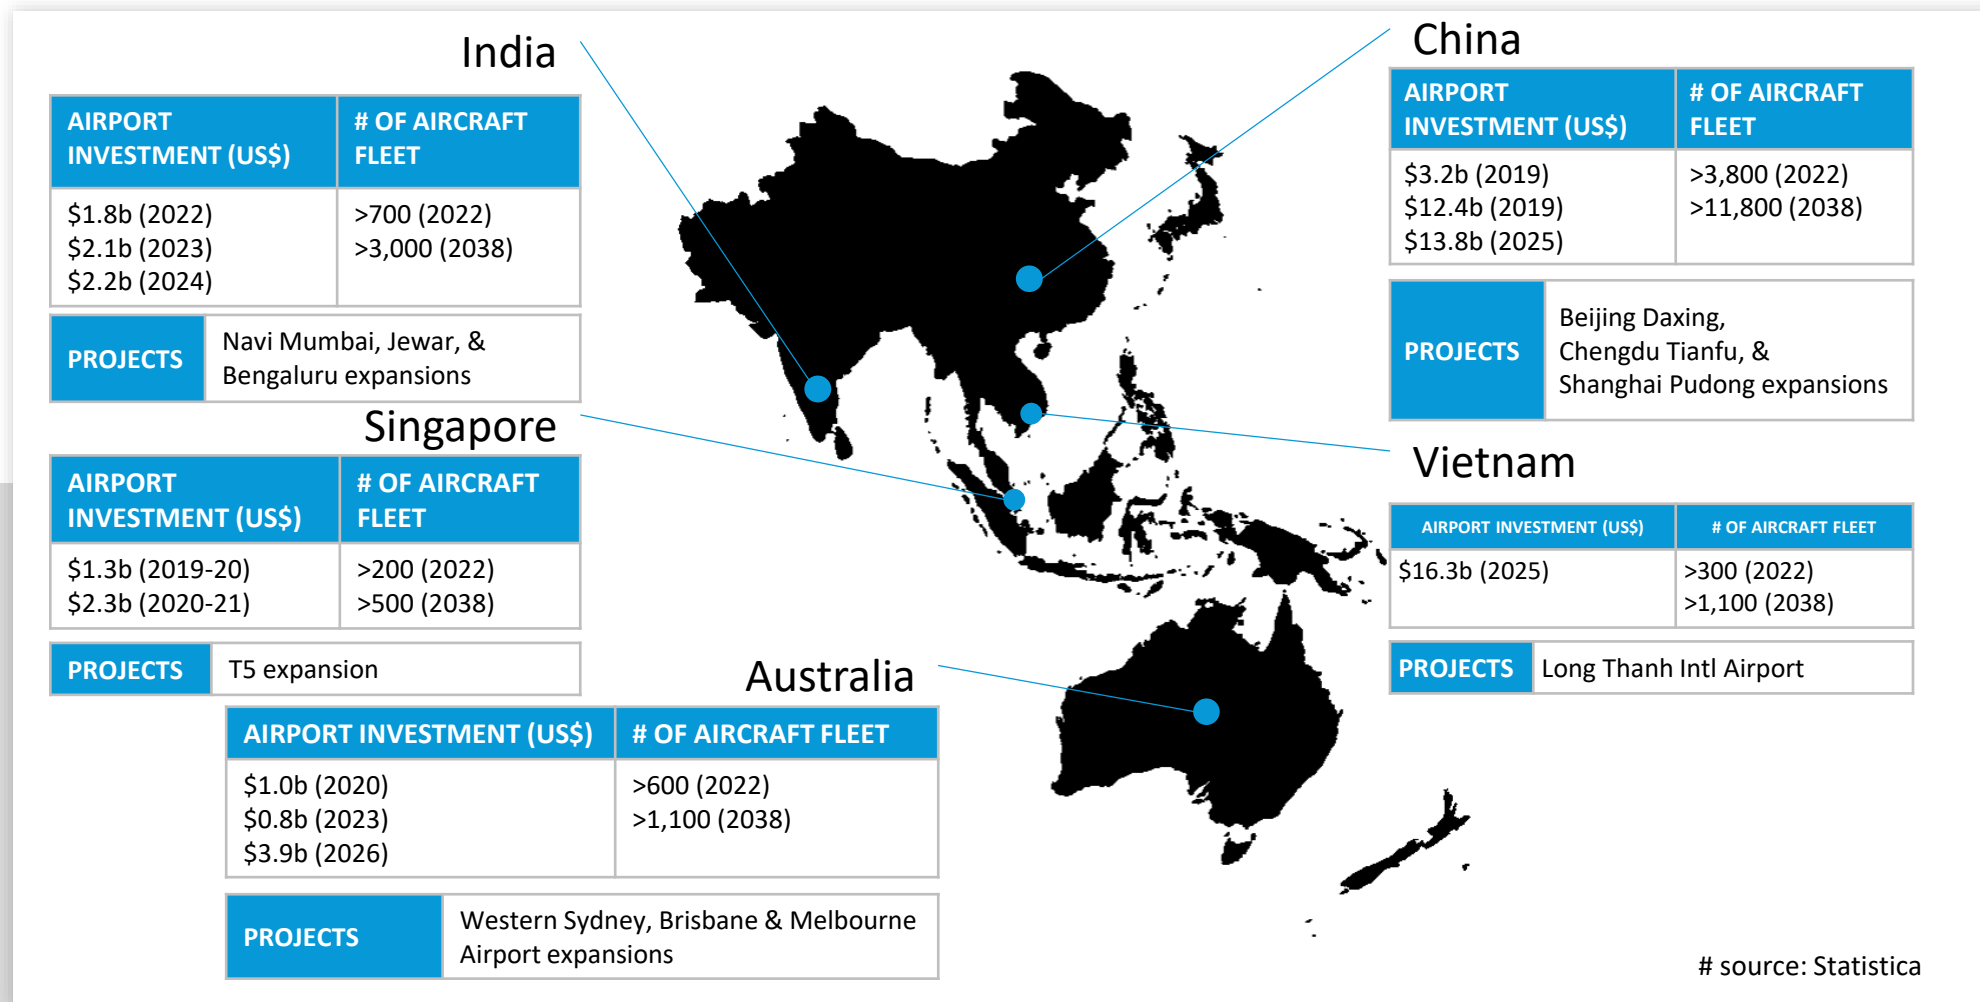 India
AIRPORT
INVESTMENT (US$)
# OF AIRCRAFT
FLEET
$1.8b (2022)
$2.1b (2023)
$2.2b (2024)
>700 (2022)
>3,000 (2038)
PROJECTS
Navi Mumbai, Jewar, &
Bengaluru expansions
China
AIRPORT
INVESTMENT (US$)
# OF AIRCRAFT
FLEET
$3.2b (2019)
$12.4b (2019)
$13.8b (2025)
>3,800 (2022)
>11,800 (2038)
PROJECTS
Beijing Daxing,
Chengdu Tianfu, &
Shanghai Pudong expansions
Singapore
AIRPORT
INVESTMENT (US$)
# OF AIRCRAFT
FLEET
$1.3b (2019-20)
$2.3b (2020-21)
>200 (2022)
>500 (2038)
PROJECTS
T5 expansion
Vietnam
AIRPORT INVESTMENT (US$)
# OF AIRCRAFT FLEET
$16.3b (2025)
>300 (2022)
>1,100 (2038)
PROJECTS
Long Thanh Intl Airport
Australia
AIRPORT INVESTMENT (US$)
# OF AIRCRAFT FLEET
$1.0b (2020)
$0.8b (2023)
$3.9b (2026)
>600 (2022)
>1,100 (2038)
PROJECTS
Western Sydney, Brisbane & Melbourne
Airport expansions
# source: Statistica